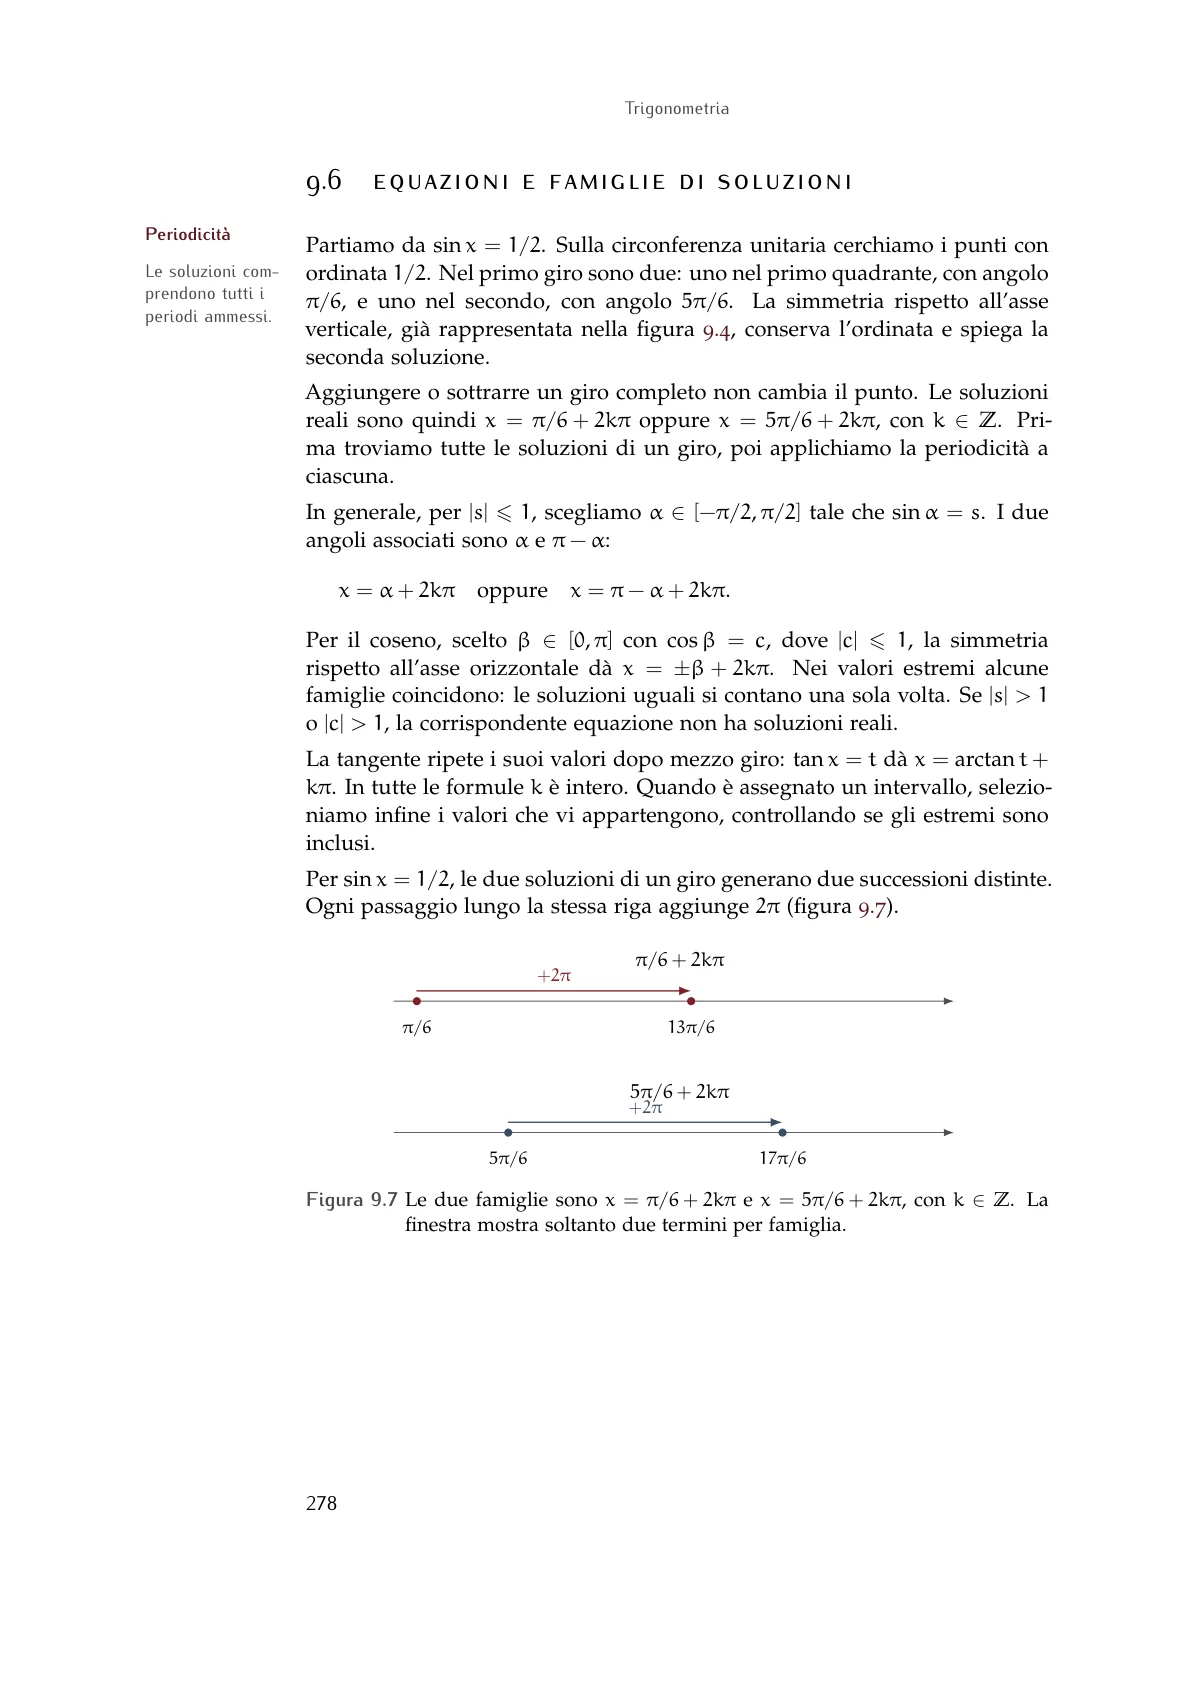 Trigonometria
9.6 EQUAZIONI E FAMIGLIE DI SOLUZIONI
Periodicità
Le soluzioni com-
prendono tutti i
periodi ammessi.
Partiamo da sin x = 1/2. Sulla circonferenza unitaria cerchiamo i punti con
ordinata 1/2. Nel primo giro sono due: uno nel primo quadrante, con angolo
π/6, e uno nel secondo, con angolo 5π/6. La simmetria rispetto all'asse
verticale, già rappresentata nella figura 9.4, conserva l'ordinata e spiega la
seconda soluzione.
Aggiungere o sottrarre un giro completo non cambia il punto. Le soluzioni
reali sono quindi x = π/6 + 2kπ oppure x = 5π/6 + 2kπ, con k ∈ ℤ. Pri-
ma troviamo tutte le soluzioni di un giro, poi applichiamo la periodicità a
ciascuna.
In generale, per |s| ⩽ 1, scegliamo α ∈ [−π/2, π/2] tale che sin α = s. I due
angoli associati sono α e π − α:
x = α + 2kπ oppure x = π − α + 2kπ.
Per il coseno, scelto β ∈ [0, π] con cos β = c, dove |c| ⩽ 1, la simmetria
rispetto all'asse orizzontale dà x = ±β + 2kπ. Nei valori estremi alcune
famiglie coincidono: le soluzioni uguali si contano una sola volta. Se |s| > 1
o |c| > 1, la corrispondente equazione non ha soluzioni reali.
La tangente ripete i suoi valori dopo mezzo giro: tan x = t dà x = arctan t +
kπ. In tutte le formule k è intero. Quando è assegnato un intervallo, selezio-
niamo infine i valori che vi appartengono, controllando se gli estremi sono
inclusi.
Per sin x = 1/2, le due soluzioni di un giro generano due successioni distinte.
Ogni passaggio lungo la stessa riga aggiunge 2π (figura 9.7).
π/6 + 2kπ
+2π
π/6 13π/6
5π/6 + 2kπ
+2π
5π/6 17π/6
Figura 9.7 Le due famiglie sono x = π/6 + 2kπ e x = 5π/6 + 2kπ, con k ∈ ℤ. La
finestra mostra soltanto due termini per famiglia.
278